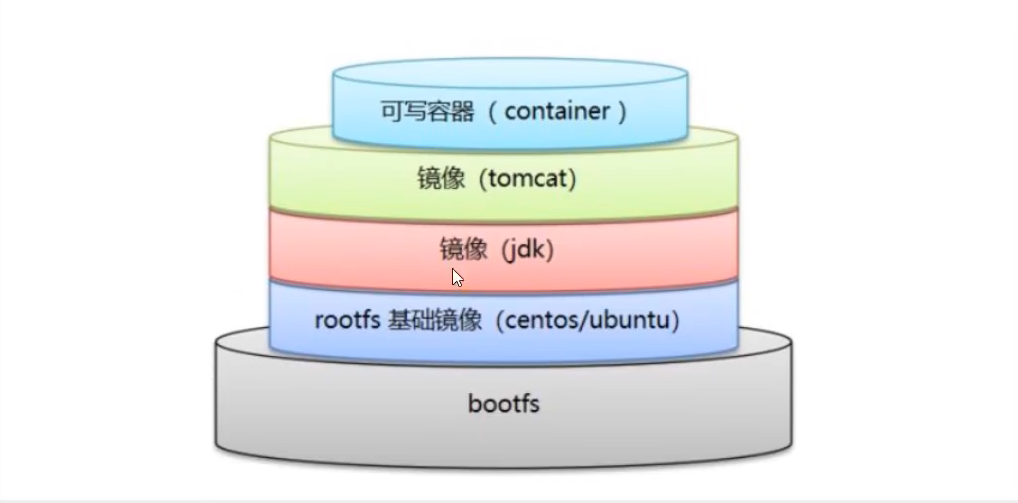 可写容器（ container ）
镜像（tomcat）
镜像（jdk）
rootfs 基础镜像（centos/ubuntu）
bootfs